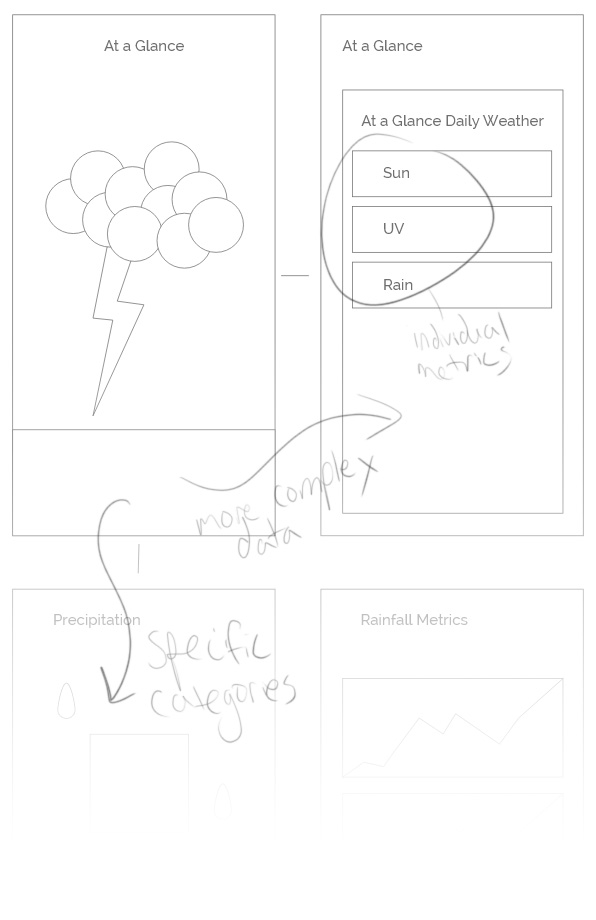 At a Glance
At a Glance
At a Glance Daily Weather
Sun
UV
Rain
individual
metrics
more complex
data
Precipitation
Specific
categories
Rainfall Metrics